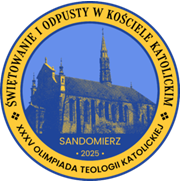 ŚWIĘTOWANIE I ODPUSTY W KOŚCIELE KATOLICKIM
SANDOMIERZ
• 2025 •
XXXV OLIMPIADA TEOLOGII KATOLICKIEJ